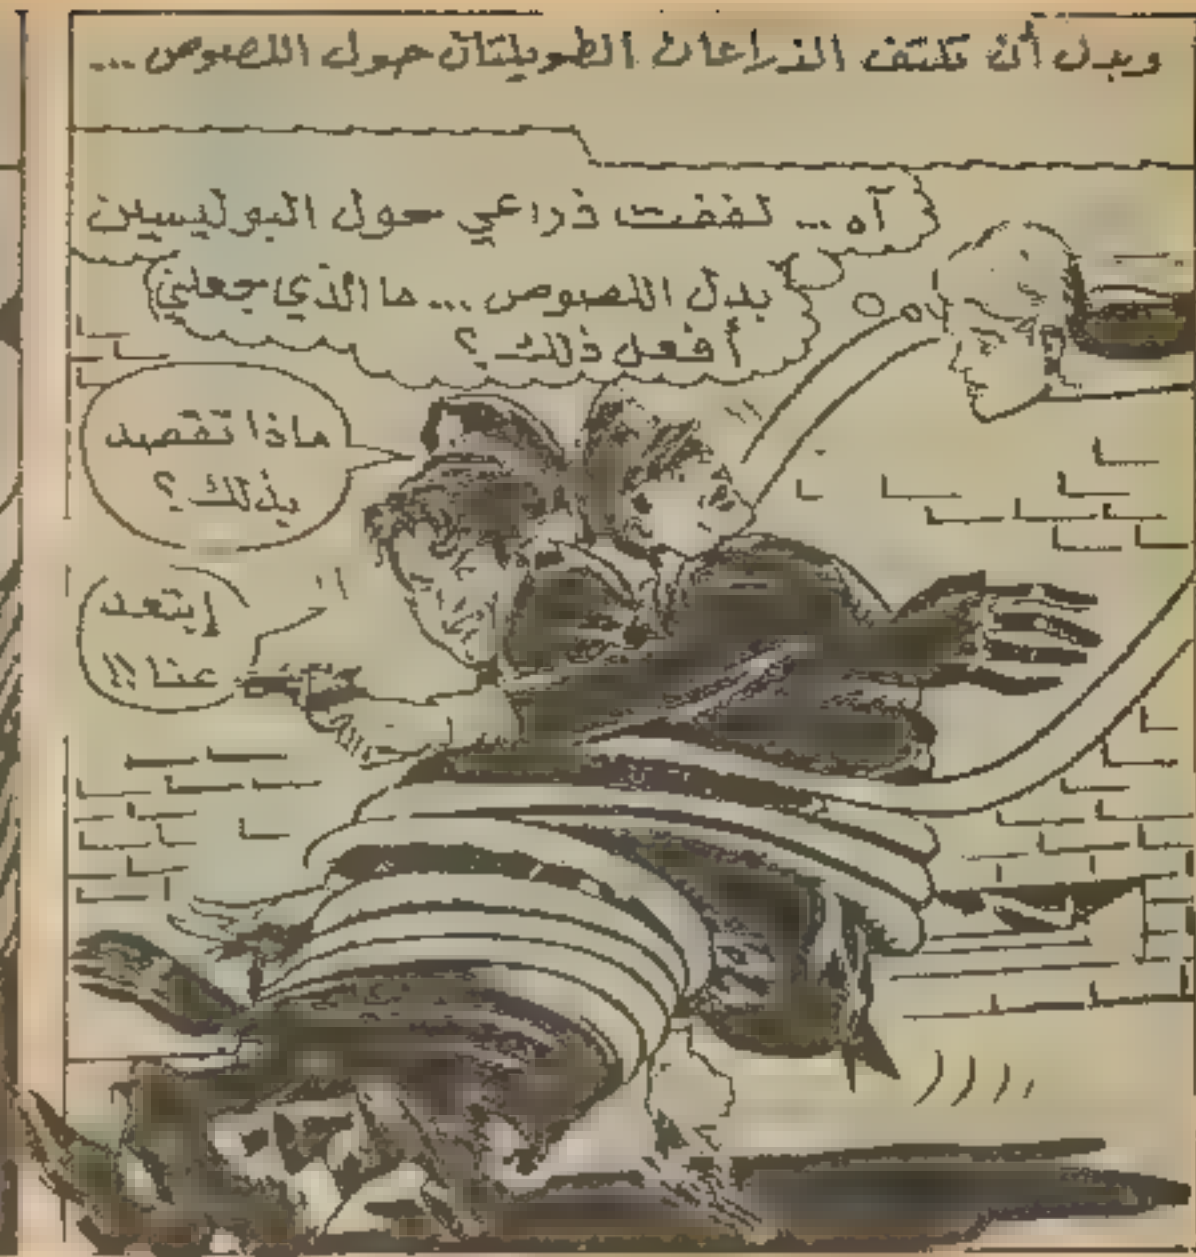 وبدل أن تلتف الذراعان الطويلتان حول اللصوص ...
آه ... لففت ذراعي حول البوليسين
بدل اللصوص ... ما الذي جعلني
أفعل ذلك ؟
ماذا تقصد
بذلك ؟
إبتعد
عنا !!